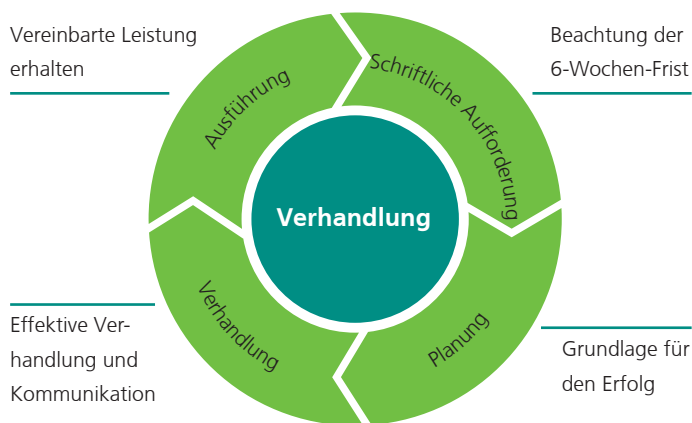 Vereinbarte Leistung
erhalten
Beachtung der
6-Wochen-Frist
Ausführung
Schriftliche Aufforderung
Verhandlung
Verhandlung
Planung
Effektive Ver-
handlung und
Kommunikation
Grundlage für
den Erfolg